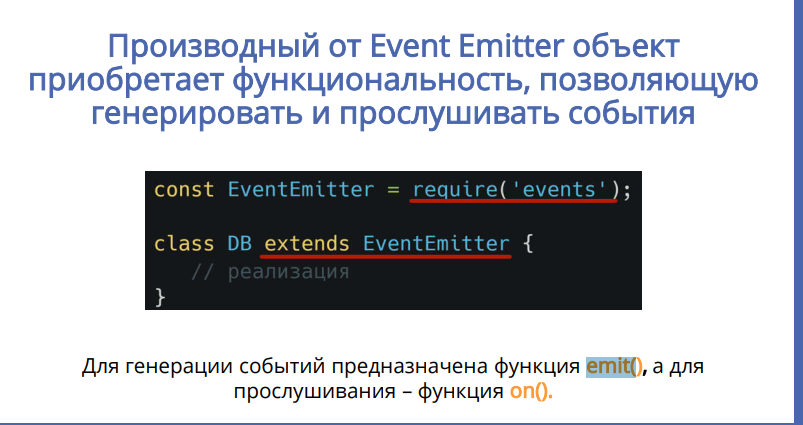 Производный от Event Emitter объект
приобретает функциональность, позволяющую
генерировать и прослушивать события
const EventEmitter = require('events');
class DB extends EventEmitter {
// реализация
}
Для генерации событий предназначена функция emit(), а для
прослушивания – функция on().